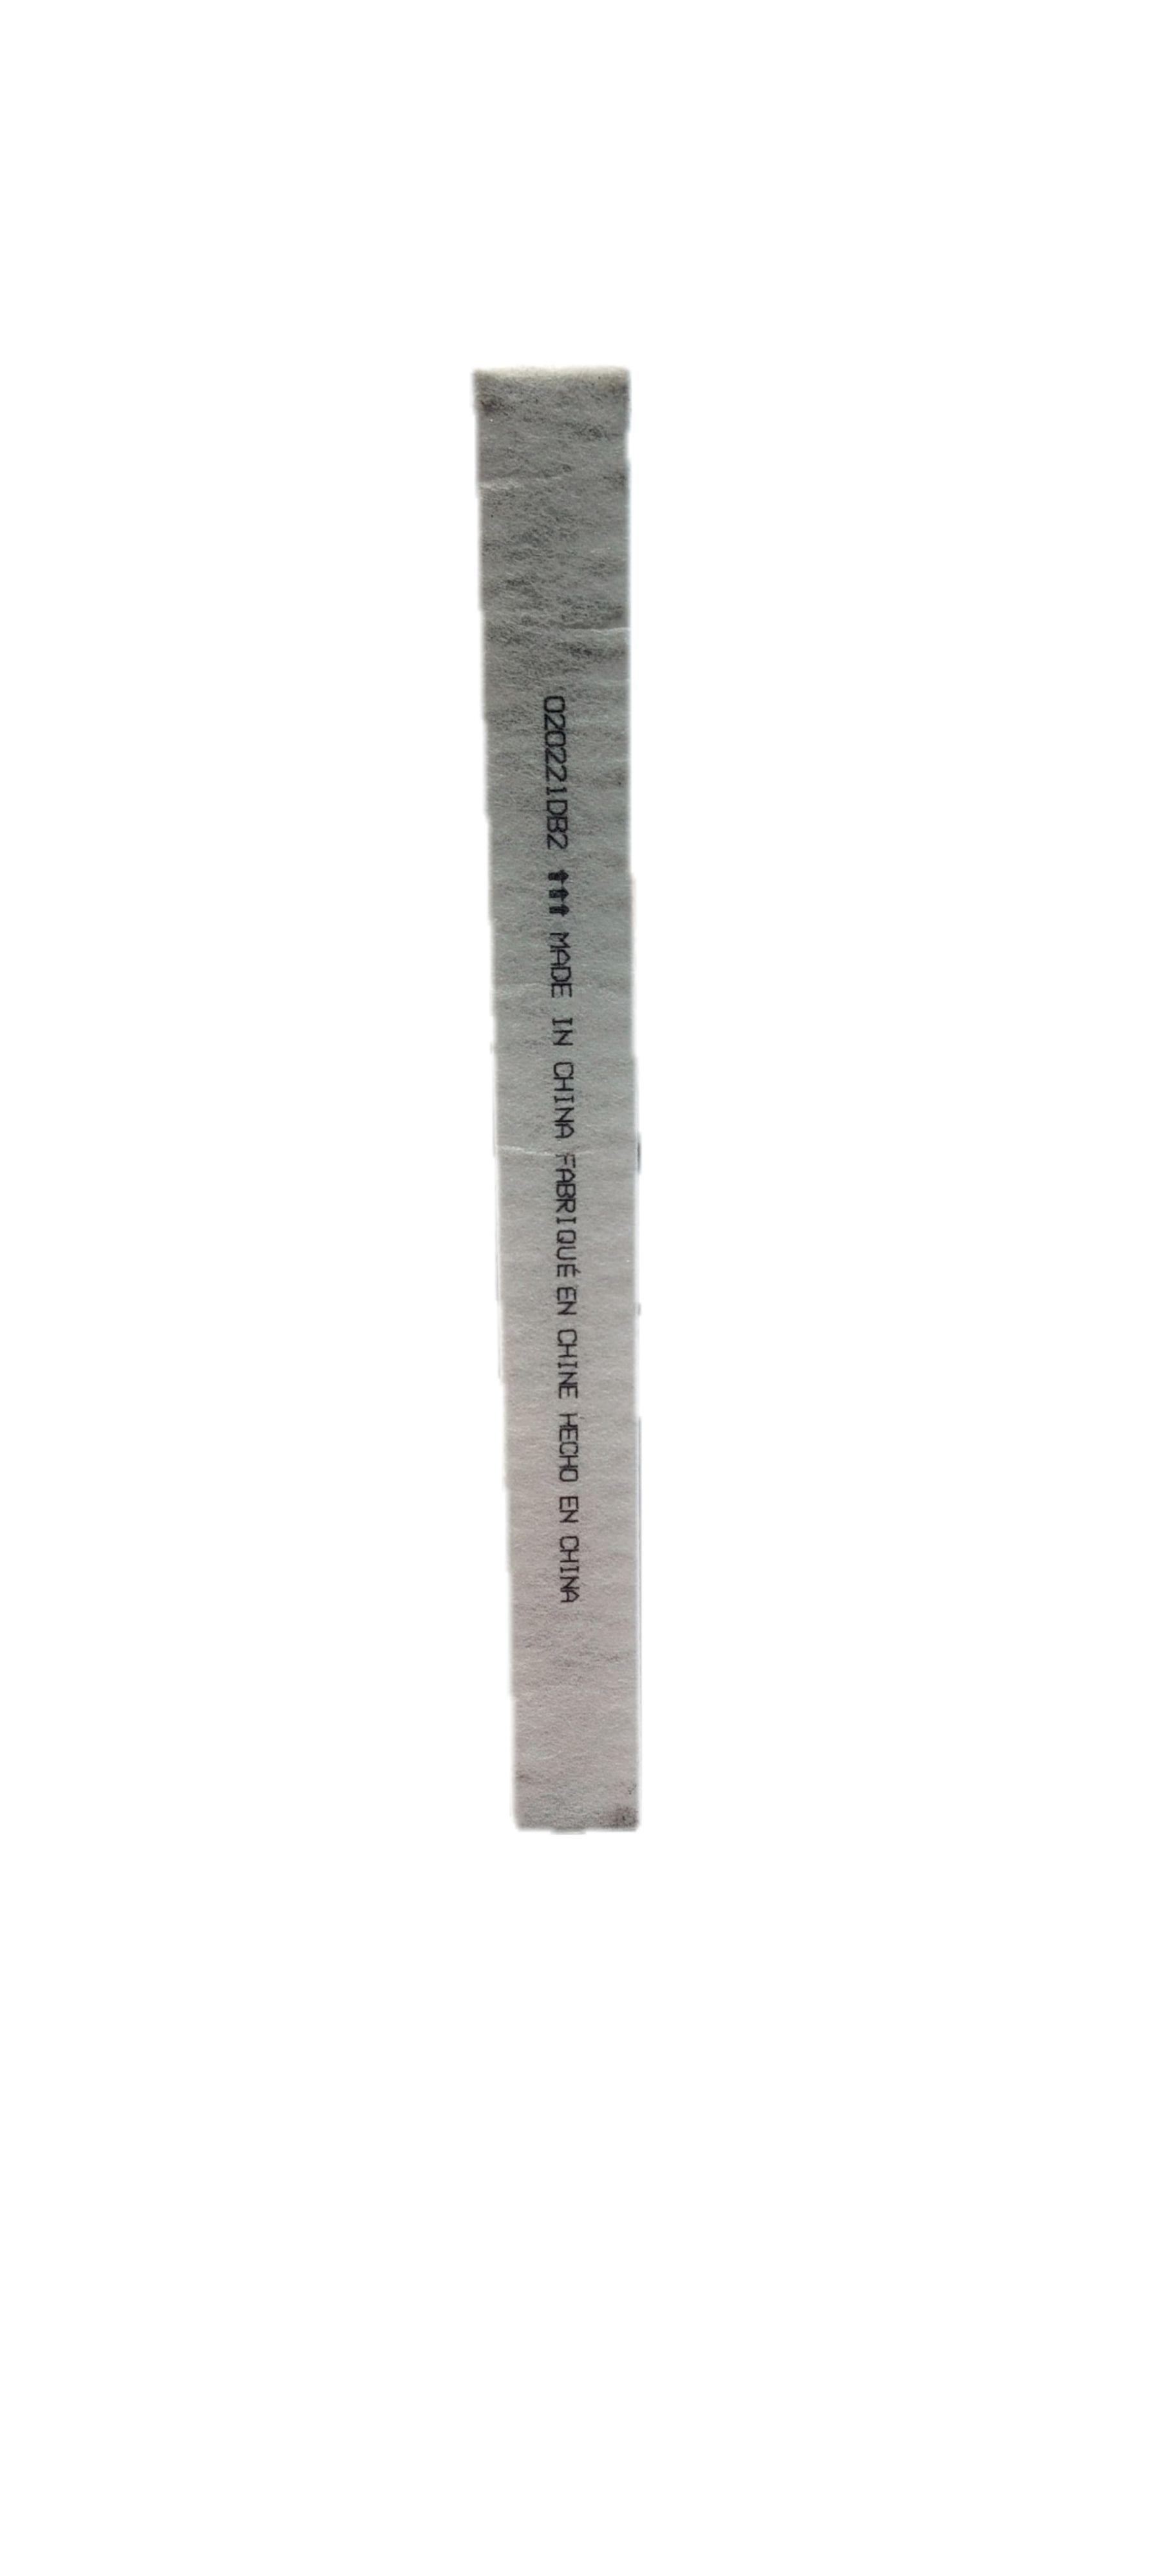 020221DB2 ⬆⬆⬆ MADE IN CHINA FABRIQUÉ EN CHINE HECHO EN CHINA